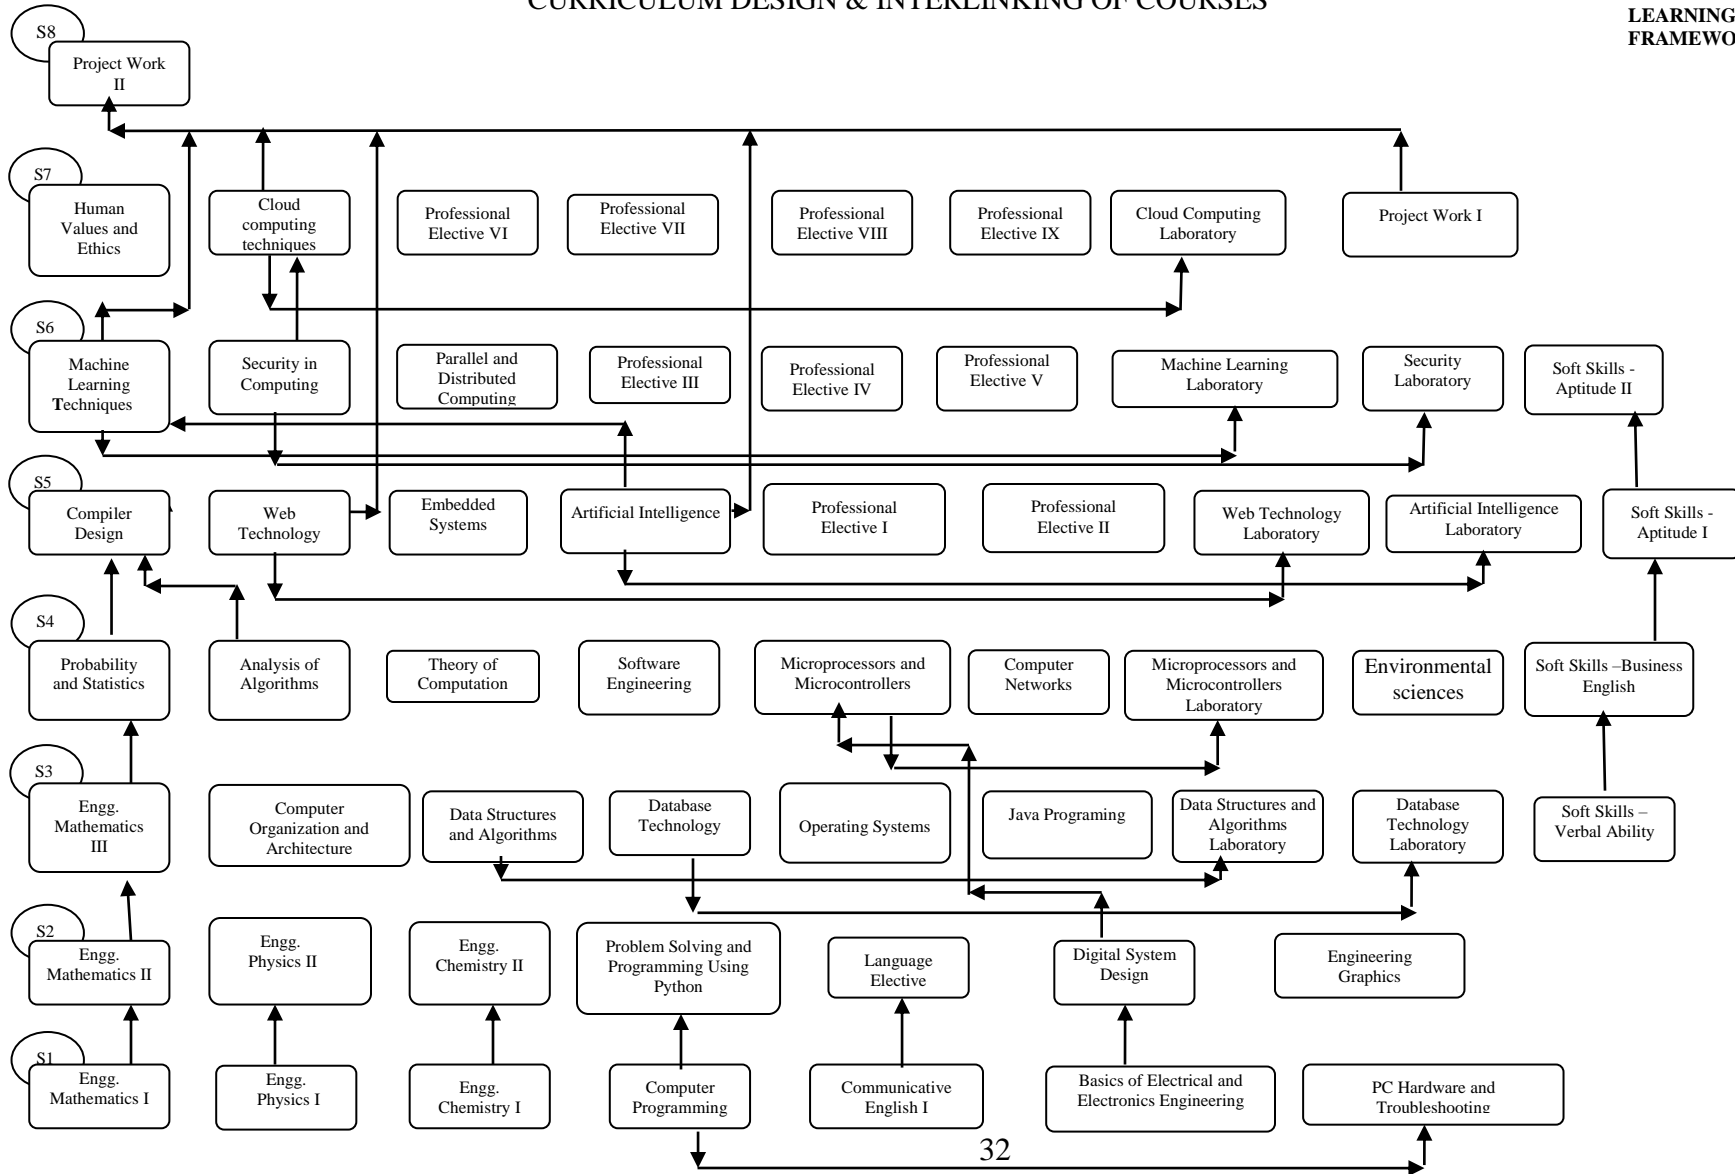 CURRICULUM DESIGN & INTERLINKING OF COURSES
LEARNING
FRAMEWO
S8
Project Work
II
S7
Human
Values and
Ethics
Cloud
computing
techniques
Professional
Elective VI
Professional
Elective VII
Professional
Elective VIII
Professional
Elective IX
Cloud Computing
Laboratory
Project Work I
S6
Machine
Learning
Techniques
Security in
Computing
Parallel and
Distributed
Computing
Professional
Elective III
Professional
Elective IV
Professional
Elective V
Machine Learning
Laboratory
Security
Laboratory
Soft Skills -
Aptitude II
S5
Compiler
Design
Web
Technology
Embedded
Systems
Artificial Intelligence
Professional
Elective I
Professional
Elective II
Web Technology
Laboratory
Artificial Intelligence
Laboratory
Soft Skills -
Aptitude I
S4
Probability
and Statistics
Analysis of
Algorithms
Theory of
Computation
Software
Engineering
Microprocessors and
Microcontrollers
Computer
Networks
Microprocessors and
Microcontrollers
Laboratory
Environmental
sciences
Soft Skills –Business
English
S3
Engg.
Mathematics
III
Computer
Organization and
Architecture
Data Structures
and Algorithms
Database
Technology
Operating Systems
Java Programing
Data Structures and
Algorithms
Laboratory
Database
Technology
Laboratory
Soft Skills –
Verbal Ability
S2
Engg.
Mathematics II
Engg.
Physics II
Engg.
Chemistry II
Problem Solving and
Programming Using
Python
Language
Elective
Digital System
Design
Engineering
Graphics
S1
Engg.
Mathematics I
Engg.
Physics I
Engg.
Chemistry I
Computer
Programming
Communicative
English I
Basics of Electrical and
Electronics Engineering
PC Hardware and
Troubleshooting
32